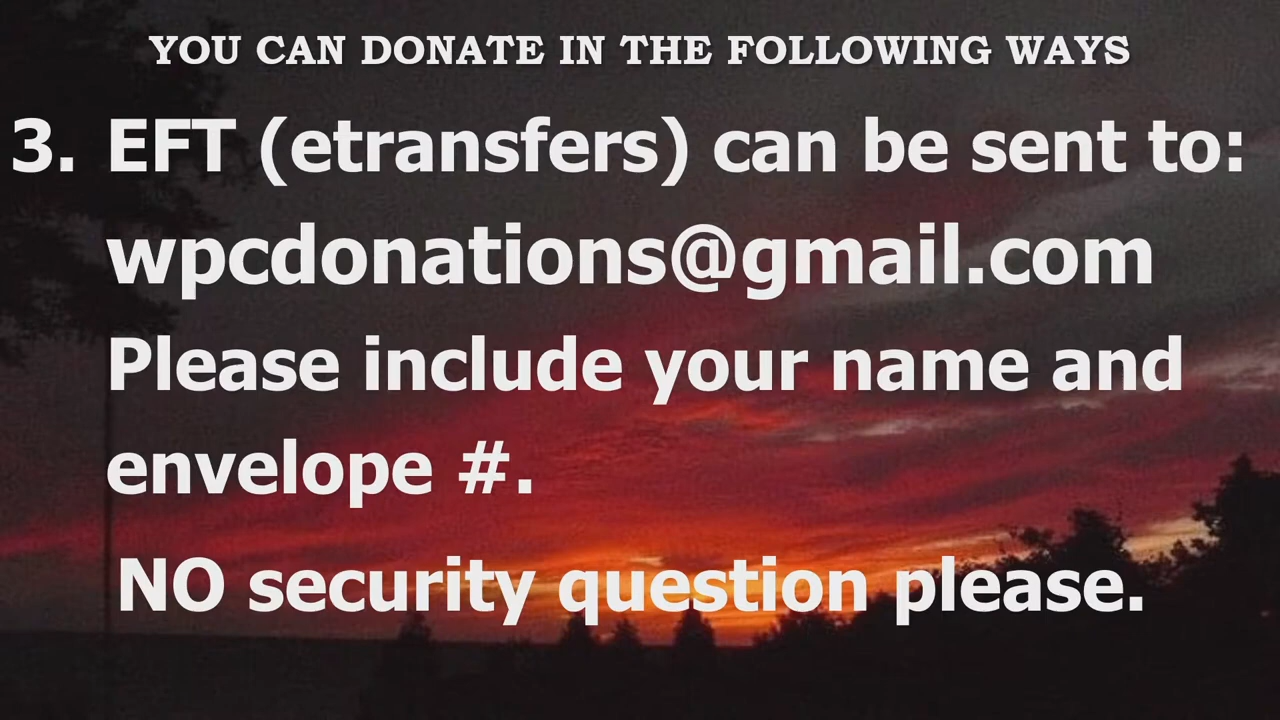 YOU CAN DONATE IN THE FOLLOWING WAYS
3. EFT (etransfers) can be sent to:
wpcdonations@gmail.com
Please include your name and
envelope #.
NO security question please.